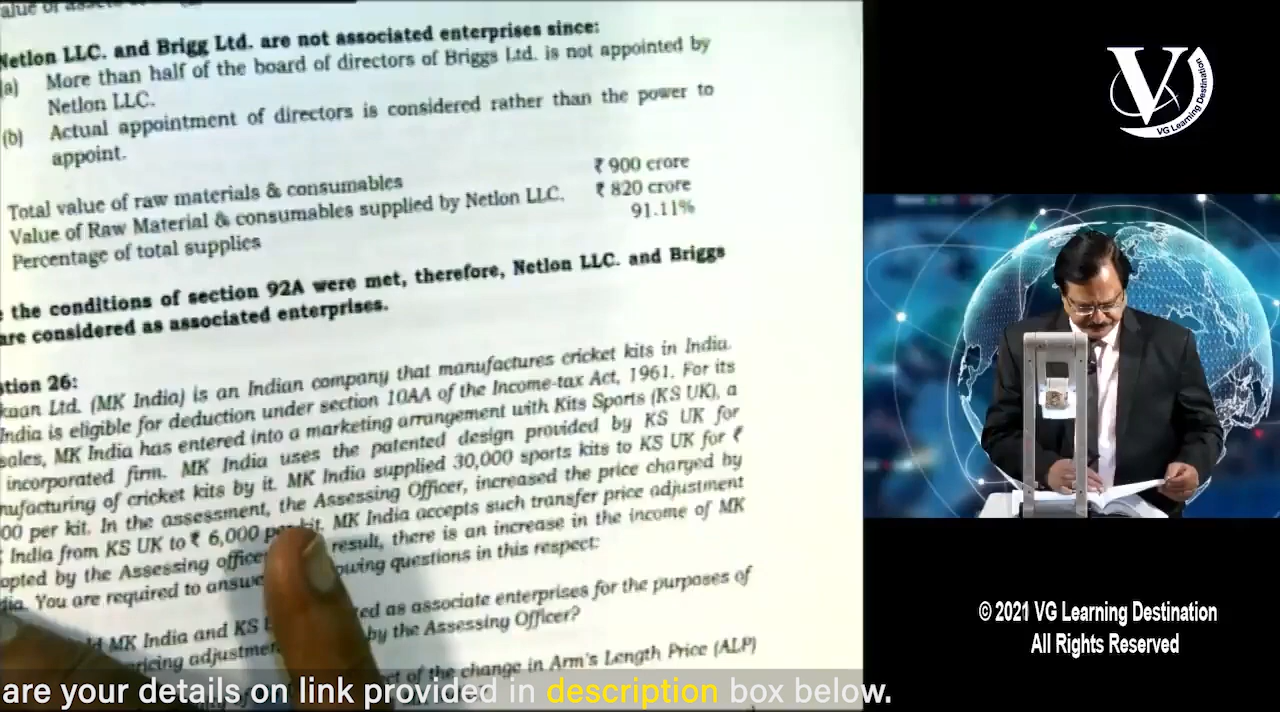 Netlon LLC. and Brigg Ltd. are not associated enterprises since:
(a) More than half of the board of directors of Briggs Ltd. is not appointed by
Netlon LLC.
(b) Actual appointment of directors is considered rather than the power to
appoint.
Total value of raw materials & consumables ₹ 900 crore
Value of Raw Material & consumables supplied by Netlon LLC. ₹ 820 crore
Percentage of total supplies 91.11%
the conditions of section 92A were met, therefore, Netlon LLC. and Briggs
are considered as associated enterprises.
stion 26:
kaan Ltd. (MK India) is an Indian company that manufactures cricket kits in India.
India is eligible for deduction under section 10AA of the Income-tax Act, 1961. For its
sales, MK India has entered into a marketing arrangement with Kits Sports (KS UK), a
incorporated firm. MK India uses the patented design provided by KS UK for
nufacturing of cricket kits by it. MK India supplied 30,000 sports kits to KS UK for ₹
00 per kit. In the assessment, the Assessing Officer, increased the price charged by
India from KS UK to ₹ 6,000 per kit. MK India accepts such transfer price adjustment
opted by the Assessing officer result, there is an increase in the income of MK
dia. You are required to answe owing questions in this respect:
MK India and KS ed as associate enterprises for the purposes of
ricing adjustmen by the Assessing Officer?
ct of the change in Arm's Length Price (ALP)
are your details on link provided in description box below.
V
VG Learning Destination
© 2021 VG Learning Destination
All Rights Reserved